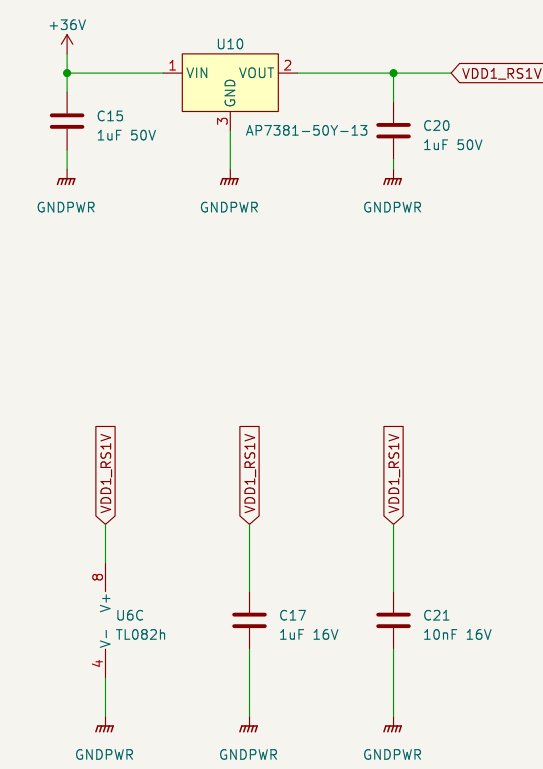 +36V
U10
1
VIN
VOUT
2
VDD1_RS1V
GND
3
AP7381-50Y-13
C15
1uF 50V
C20
1uF 50V
GNDPWR
GNDPWR
GNDPWR
VDD1_RS1V
VDD1_RS1V
VDD1_RS1V
8
V+
U6C
V-
TL082h
4
C17
1uF 16V
C21
10nF 16V
GNDPWR
GNDPWR
GNDPWR